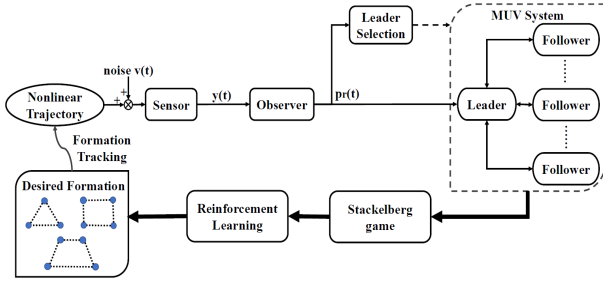 Leader
Selection
MUV System
Follower
noise v(t)
+
+
Nonlinear
Trajectory
Sensor
y(t)
Observer
pr(t)
Leader
Follower
Formation
Tracking
Follower
Desired Formation
Reinforcement
Learning
Stackelberg
game